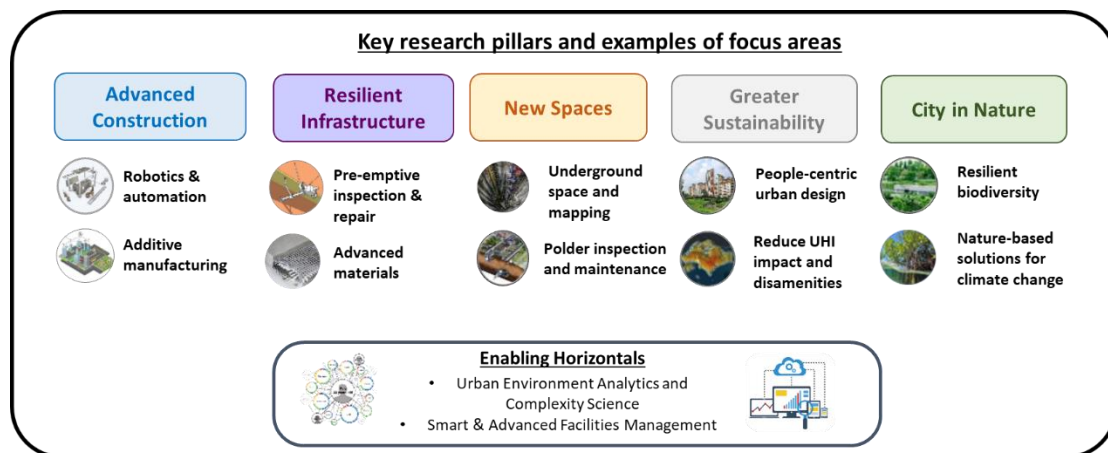 Key research pillars and examples of focus areas
Advanced
Construction
Resilient
Infrastructure
New Spaces
Greater
Sustainability
City in Nature
Robotics &
automation
Pre-emptive
inspection &
repair
Underground
space and
mapping
People-centric
urban design
Resilient
biodiversity
Additive
manufacturing
Advanced
materials
Polder inspection
and maintenance
Reduce UHI
impact and
disamenities
Nature-based
solutions for
climate change
Enabling Horizontals
• Urban Environment Analytics and
Complexity Science
• Smart & Advanced Facilities Management